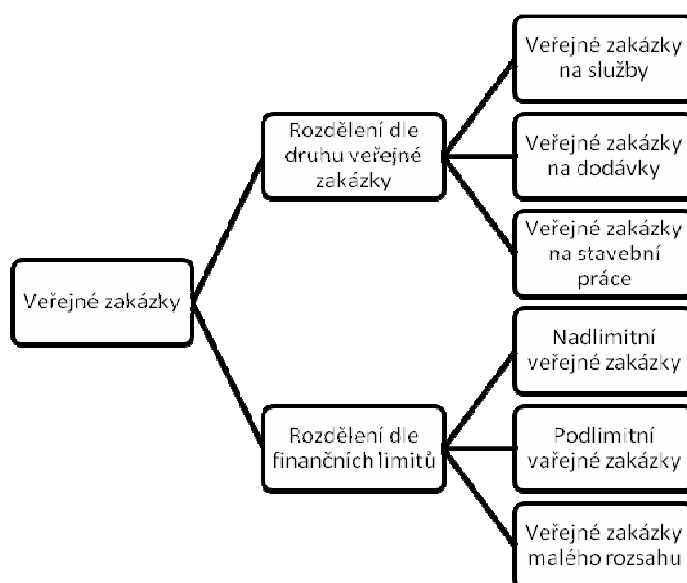 Veřejné zakázky
Rozdělení dle
druhu veřejné
zakázky
Veřejné zakázky
na služby
Veřejné zakázky
na dodávky
Veřejné zakázky
na stavební
práce
Rozdělení dle
finančních limitů
Nadlimitní
veřejné zakázky
Podlimitní
vařejné zakázky
Veřejné zakázky
malého rozsahu